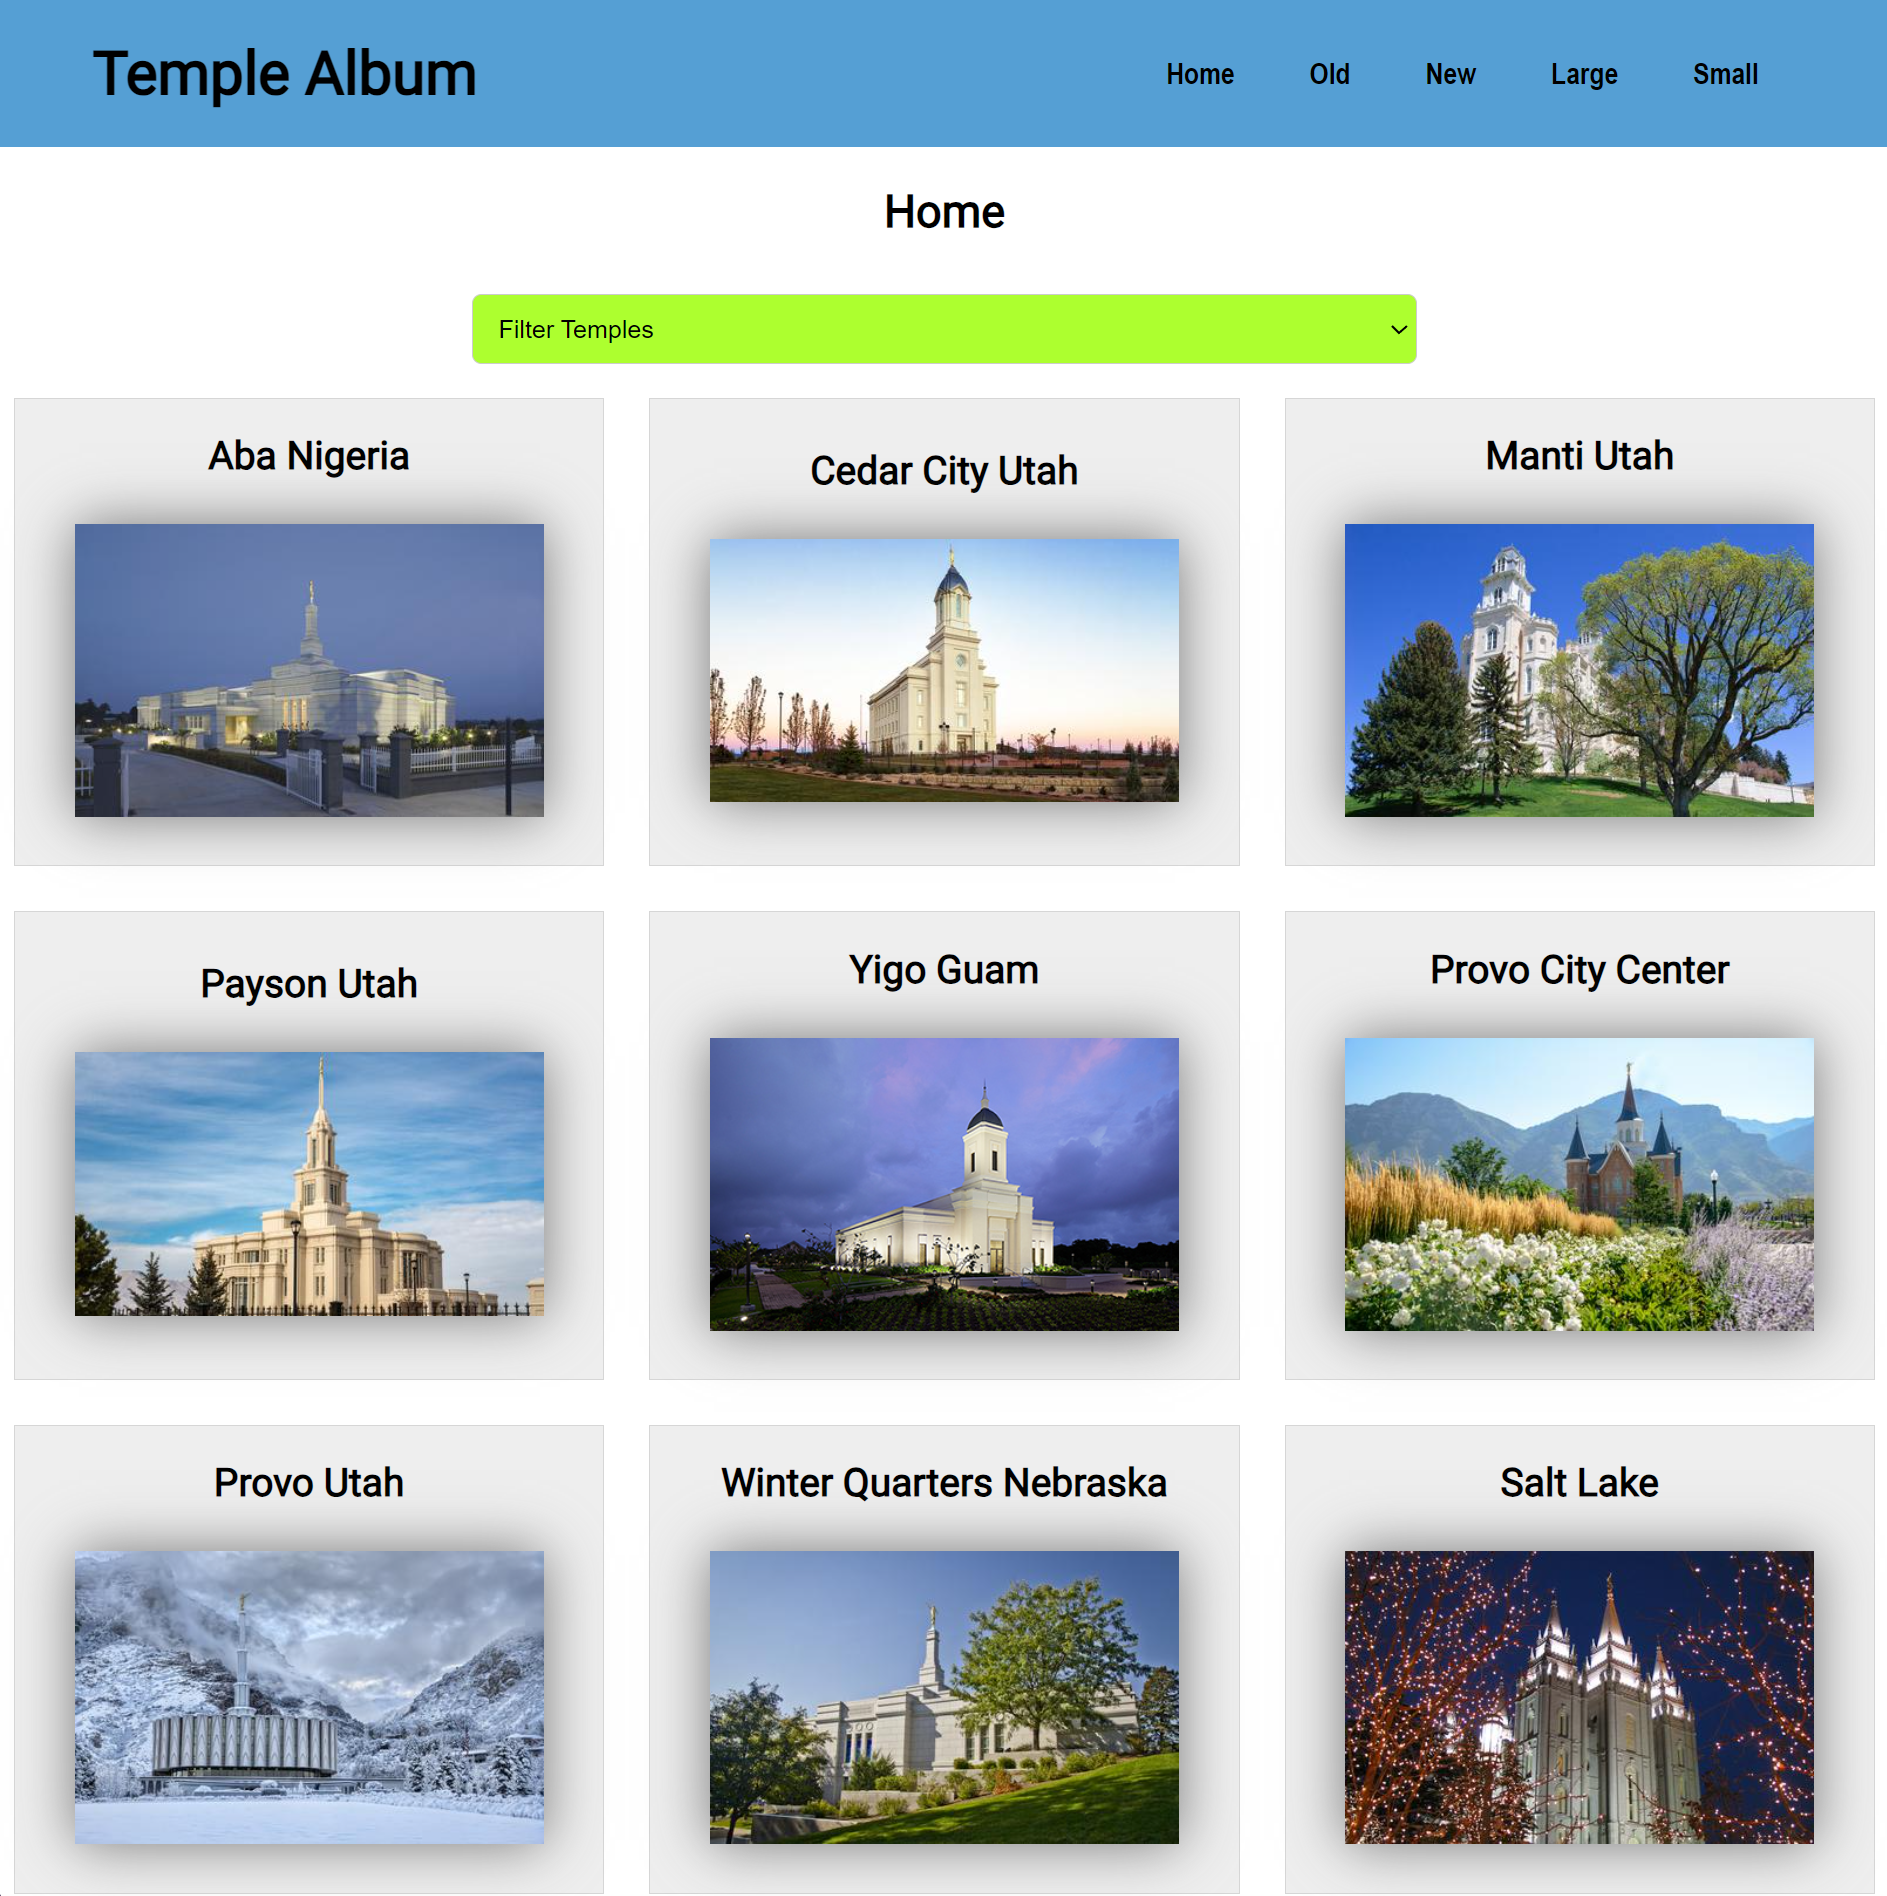 Temple Album
Home Old New Large Small
Home
Filter Temples
Aba Nigeria
Cedar City Utah
Manti Utah
Payson Utah
Yigo Guam
Provo City Center
Provo Utah
Winter Quarters Nebraska
Salt Lake